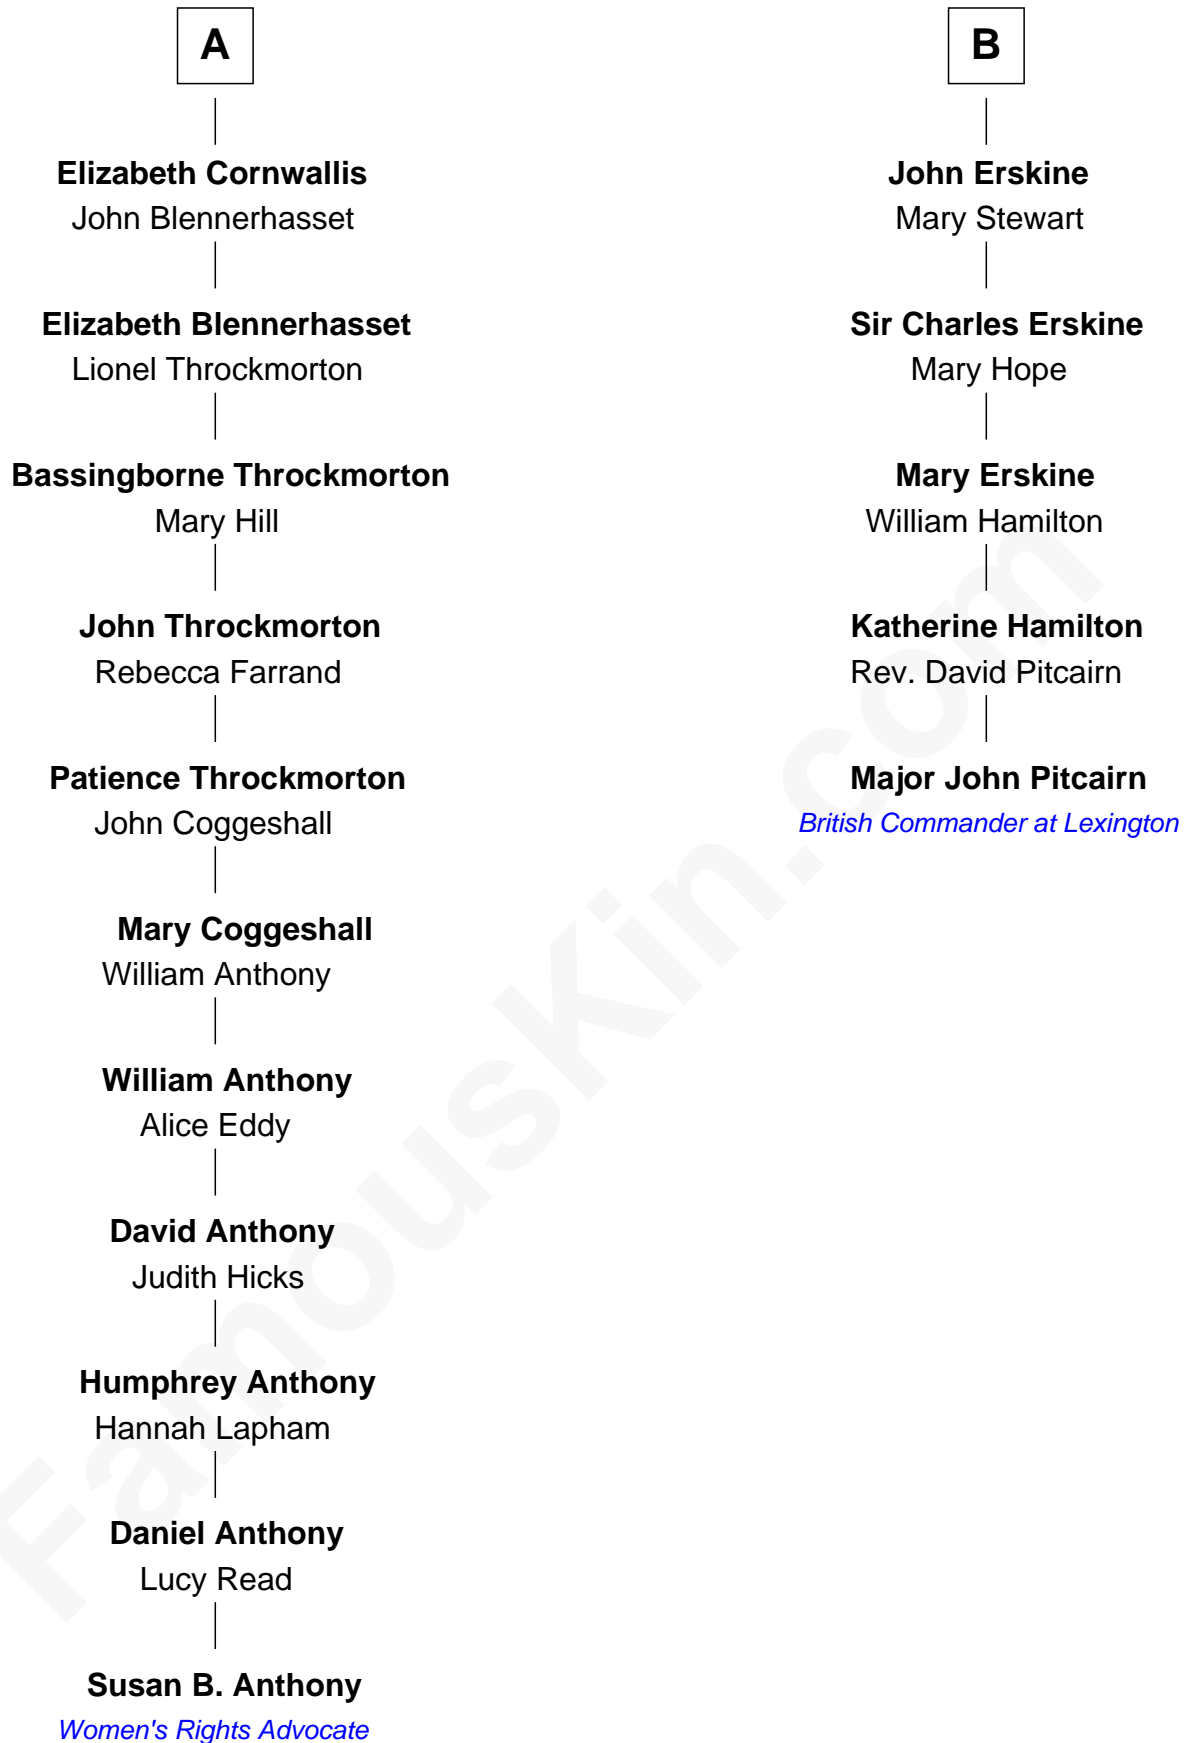 A
Elizabeth Cornwallis
John Blennerhasset
Elizabeth Blennerhasset
Lionel Throckmorton
Bassingborne Throckmorton
Mary Hill
John Throckmorton
Rebecca Farrand
Patience Throckmorton
John Coggeshall
Mary Coggeshall
William Anthony
William Anthony
Alice Eddy
David Anthony
Judith Hicks
Humphrey Anthony
Hannah Lapham
Daniel Anthony
Lucy Read
Susan B. Anthony
Women's Rights Advocate
B
John Erskine
Mary Stewart
Sir Charles Erskine
Mary Hope
Mary Erskine
William Hamilton
Katherine Hamilton
Rev. David Pitcairn
Major John Pitcairn
British Commander at Lexington
FamousKin.com